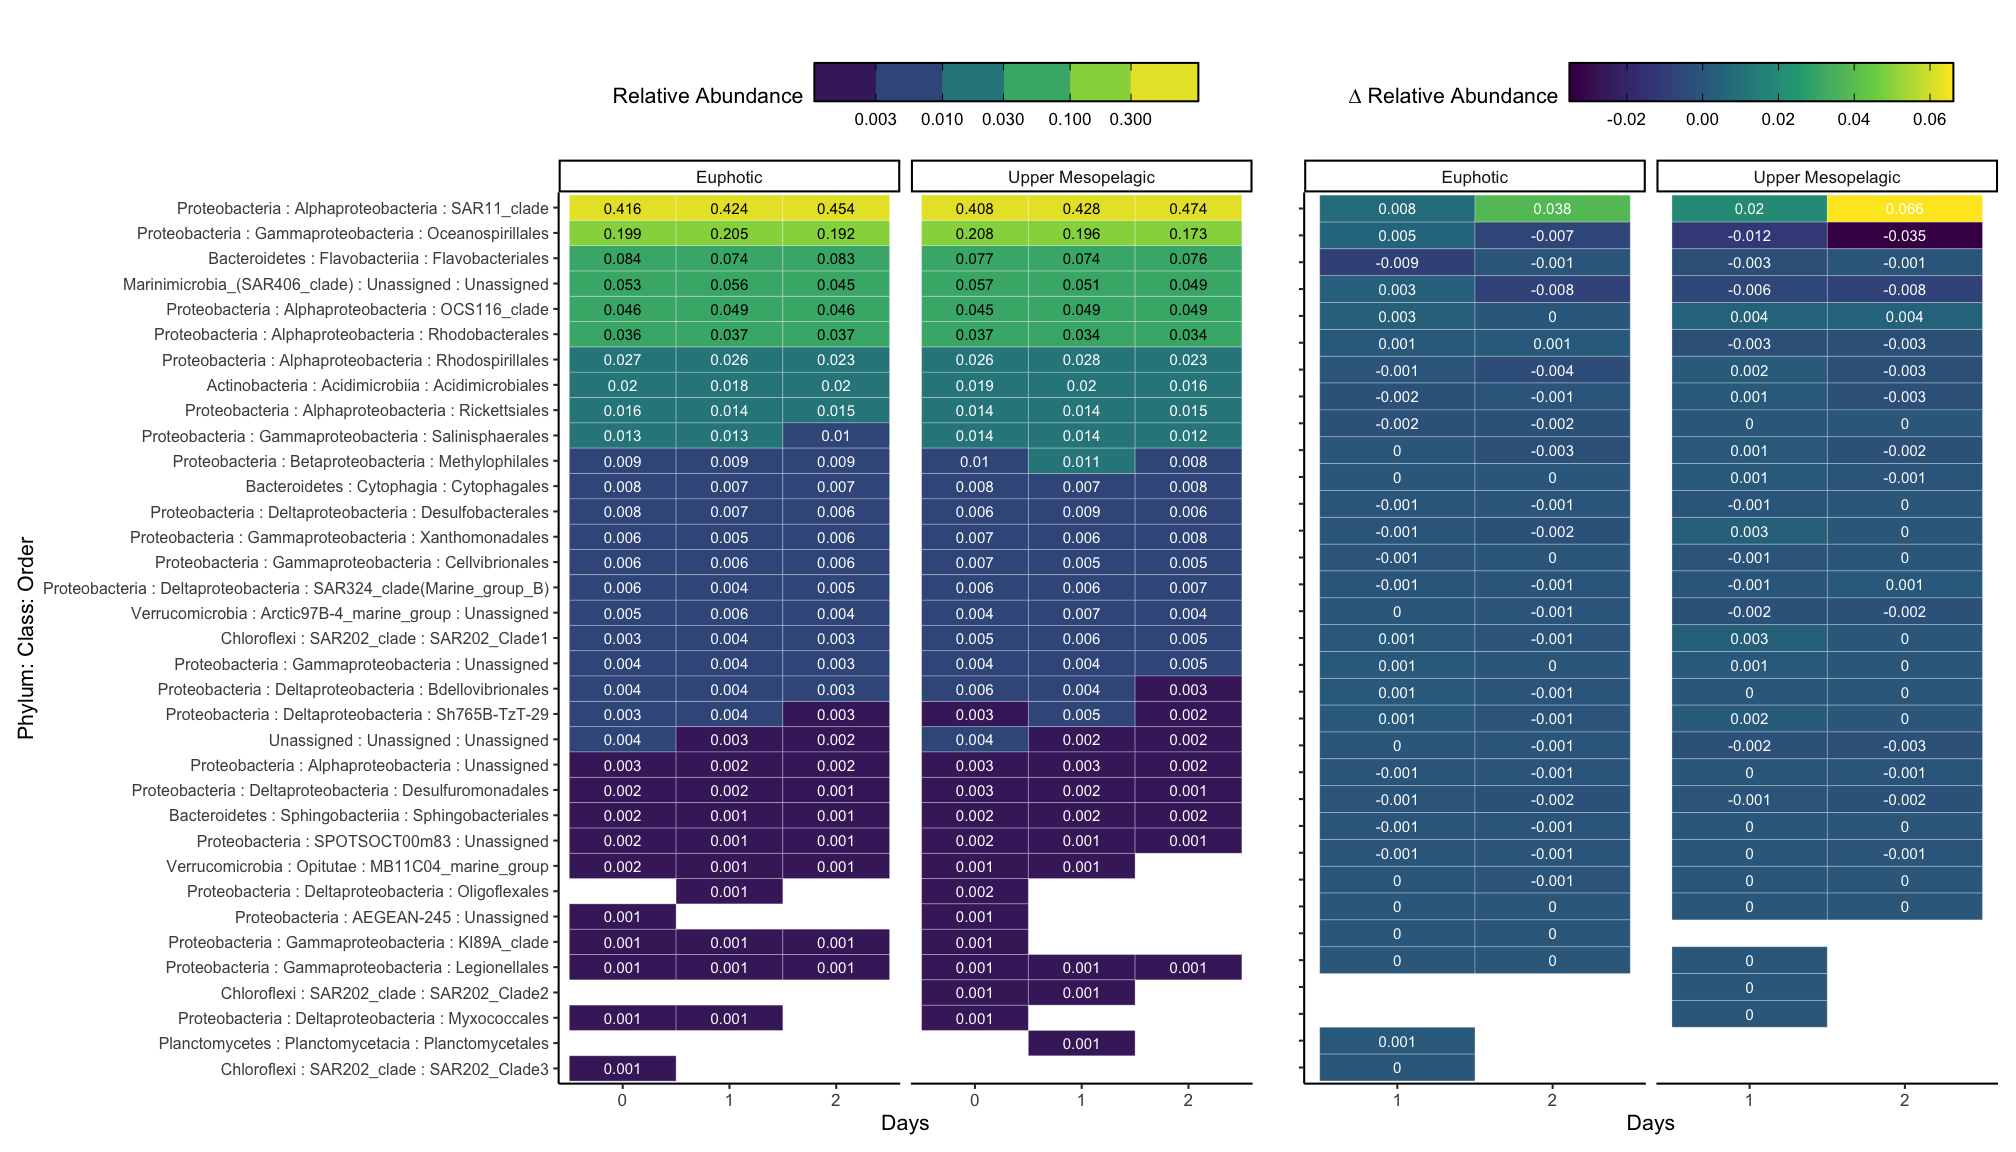 Relative Abundance
0.003 0.010 0.030 0.100 0.300
Δ Relative Abundance
-0.02 0.00 0.02 0.04 0.06
Euphotic Upper Mesopelagic Euphotic Upper Mesopelagic
Phylum: Class: Order
Proteobacteria : Alphaproteobacteria : SAR11_clade 0.416 0.424 0.454 0.408 0.428 0.474
Proteobacteria : Gammaproteobacteria : Oceanospirillales 0.199 0.205 0.192 0.208 0.196 0.173
Bacteroidetes : Flavobacteriia : Flavobacteriales 0.084 0.074 0.083 0.077 0.074 0.076
Marinimicrobia_(SAR406_clade) : Unassigned : Unassigned 0.053 0.056 0.045 0.057 0.051 0.049
Proteobacteria : Alphaproteobacteria : OCS116_clade 0.046 0.049 0.046 0.045 0.049 0.049
Proteobacteria : Alphaproteobacteria : Rhodobacterales 0.036 0.037 0.037 0.037 0.034 0.034
Proteobacteria : Alphaproteobacteria : Rhodospirillales 0.027 0.026 0.023 0.026 0.028 0.023
Actinobacteria : Acidimicrobiia : Acidimicrobiales 0.02 0.018 0.02 0.019 0.02 0.016
Proteobacteria : Alphaproteobacteria : Rickettsiales 0.016 0.014 0.015 0.014 0.014 0.015
Proteobacteria : Gammaproteobacteria : Salinisphaerales 0.013 0.013 0.01 0.014 0.014 0.012
Proteobacteria : Betaproteobacteria : Methylophilales 0.009 0.009 0.009 0.01 0.011 0.008
Bacteroidetes : Cytophagia : Cytophagales 0.008 0.007 0.007 0.008 0.007 0.008
Proteobacteria : Deltaproteobacteria : Desulfobacterales 0.008 0.007 0.006 0.006 0.009 0.006
Proteobacteria : Gammaproteobacteria : Xanthomonadales 0.006 0.005 0.006 0.007 0.006 0.008
Proteobacteria : Gammaproteobacteria : Cellvibrionales 0.006 0.006 0.006 0.007 0.005 0.005
Proteobacteria : Deltaproteobacteria : SAR324_clade(Marine_group_B) 0.006 0.004 0.005 0.006 0.006 0.007
Verrucomicrobia : Arctic97B-4_marine_group : Unassigned 0.005 0.006 0.004 0.004 0.007 0.004
Chloroflexi : SAR202_clade : SAR202_Clade1 0.003 0.004 0.003 0.005 0.006 0.005
Proteobacteria : Gammaproteobacteria : Unassigned 0.004 0.004 0.003 0.004 0.004 0.005
Proteobacteria : Deltaproteobacteria : Bdellovibrionales 0.004 0.004 0.003 0.006 0.004 0.003
Proteobacteria : Deltaproteobacteria : Sh765B-TzT-29 0.003 0.004 0.003 0.003 0.005 0.002
Unassigned : Unassigned : Unassigned 0.004 0.003 0.002 0.004 0.002 0.002
Proteobacteria : Alphaproteobacteria : Unassigned 0.003 0.002 0.002 0.003 0.003 0.002
Proteobacteria : Deltaproteobacteria : Desulfuromonadales 0.002 0.002 0.001 0.003 0.002 0.001
Bacteroidetes : Sphingobacteriia : Sphingobacteriales 0.002 0.001 0.001 0.002 0.002 0.002
Proteobacteria : SPOTSOCT00m83 : Unassigned 0.002 0.001 0.001 0.002 0.001 0.001
Verrucomicrobia : Opitutae : MB11C04_marine_group 0.002 0.001 0.001 0.001 0.001
Proteobacteria : Deltaproteobacteria : Oligoflexales 0.001 0.002
Proteobacteria : AEGEAN-245 : Unassigned 0.001 0.001
Proteobacteria : Gammaproteobacteria : KI89A_clade 0.001 0.001 0.001 0.001
Proteobacteria : Gammaproteobacteria : Legionellales 0.001 0.001 0.001 0.001 0.001 0.001
Chloroflexi : SAR202_clade : SAR202_Clade2 0.001 0.001
Proteobacteria : Deltaproteobacteria : Myxococcales 0.001 0.001 0.001
Planctomycetes : Planctomycetacia : Planctomycetales 0.001
Chloroflexi : SAR202_clade : SAR202_Clade3 0.001
0 1 2 0 1 2
Days
0.008 0.038 0.02 0.066
0.005 -0.007 -0.012 -0.035
-0.009 -0.001 -0.003 -0.001
0.003 -0.008 -0.006 -0.008
0.003 0 0.004 0.004
0.001 0.001 -0.003 -0.003
-0.001 -0.004 0.002 -0.003
-0.002 -0.001 0.001 -0.003
-0.002 -0.002 0 0
0 -0.003 0.001 -0.002
0 0 0.001 -0.001
-0.001 -0.001 -0.001 0
-0.001 -0.002 0.003 0
-0.001 0 -0.001 0
-0.001 -0.001 -0.001 0.001
0 -0.001 -0.002 -0.002
0.001 -0.001 0.003 0
0.001 0 0.001 0
0.001 -0.001 0 0
0.001 -0.001 0.002 0
0 -0.001 -0.002 -0.003
-0.001 -0.001 0 -0.001
-0.001 -0.002 -0.001 -0.002
-0.001 -0.001 0 0
-0.001 -0.001 0 -0.001
0 -0.001 0 0
0 0 0 0
0 0
0 0 0
0
0
0.001
0
1 2 1 2
Days